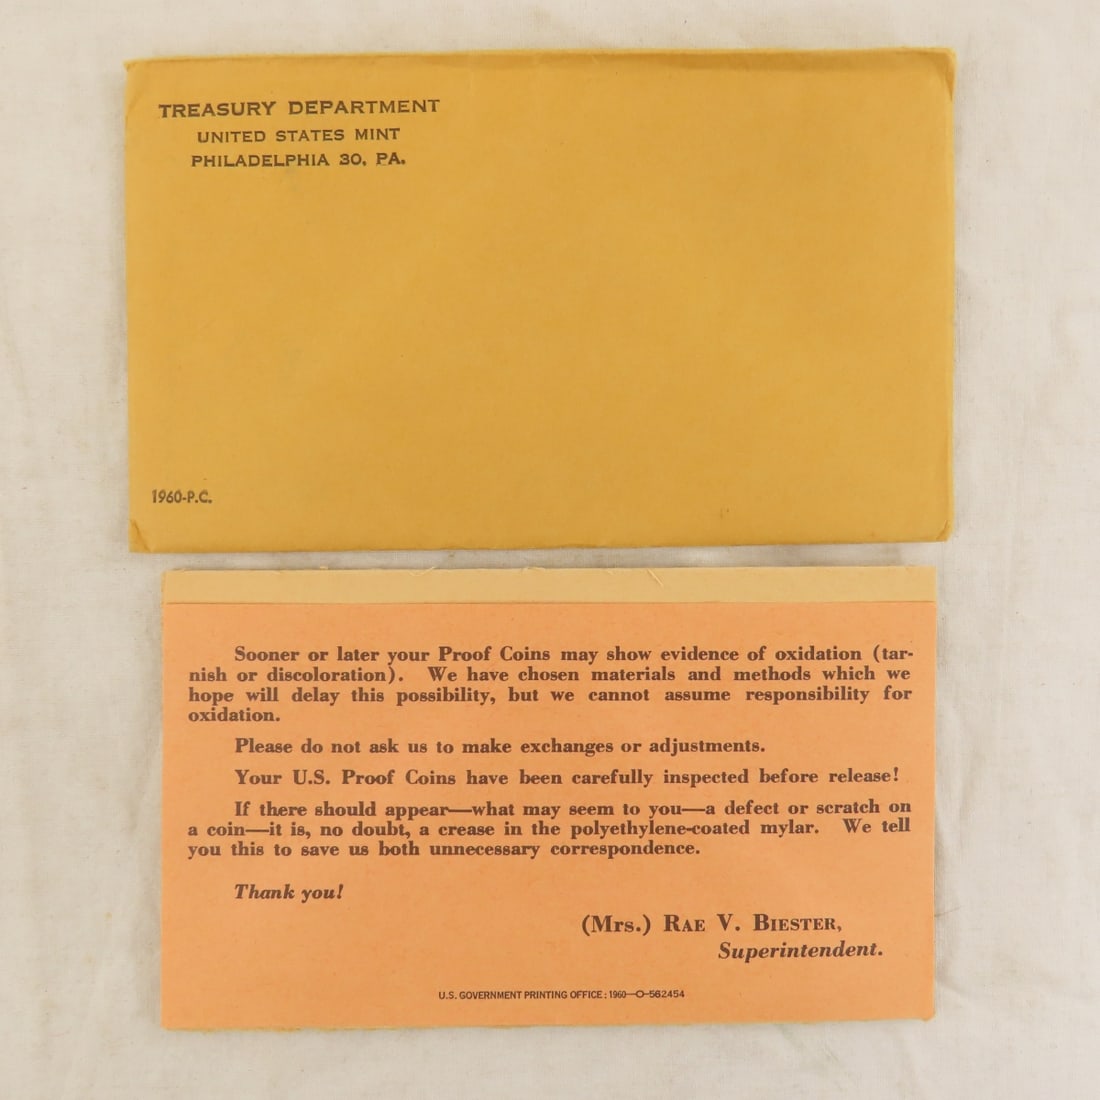 TREASURY DEPARTMENT
UNITED STATES MINT
PHILADELPHIA 30, PA.
1960-P.C.
Sooner or later your Proof Coins may show evidence of oxidation (tar-
nish or discoloration). We have chosen materials and methods which we
hope will delay this possibility, but we cannot assume responsibility for
oxidation.
Please do not ask us to make exchanges or adjustments.
Your U.S. Proof Coins have been carefully inspected before release!
If there should appear—what may seem to you—a defect or scratch on
a coin—it is, no doubt, a crease in the polyethylene-coated mylar. We tell
you this to save us both unnecessary correspondence.
Thank you!
(Mrs.) RAE V. BIESTER,
Superintendent.
U.S. GOVERNMENT PRINTING OFFICE: 1960—O-562454